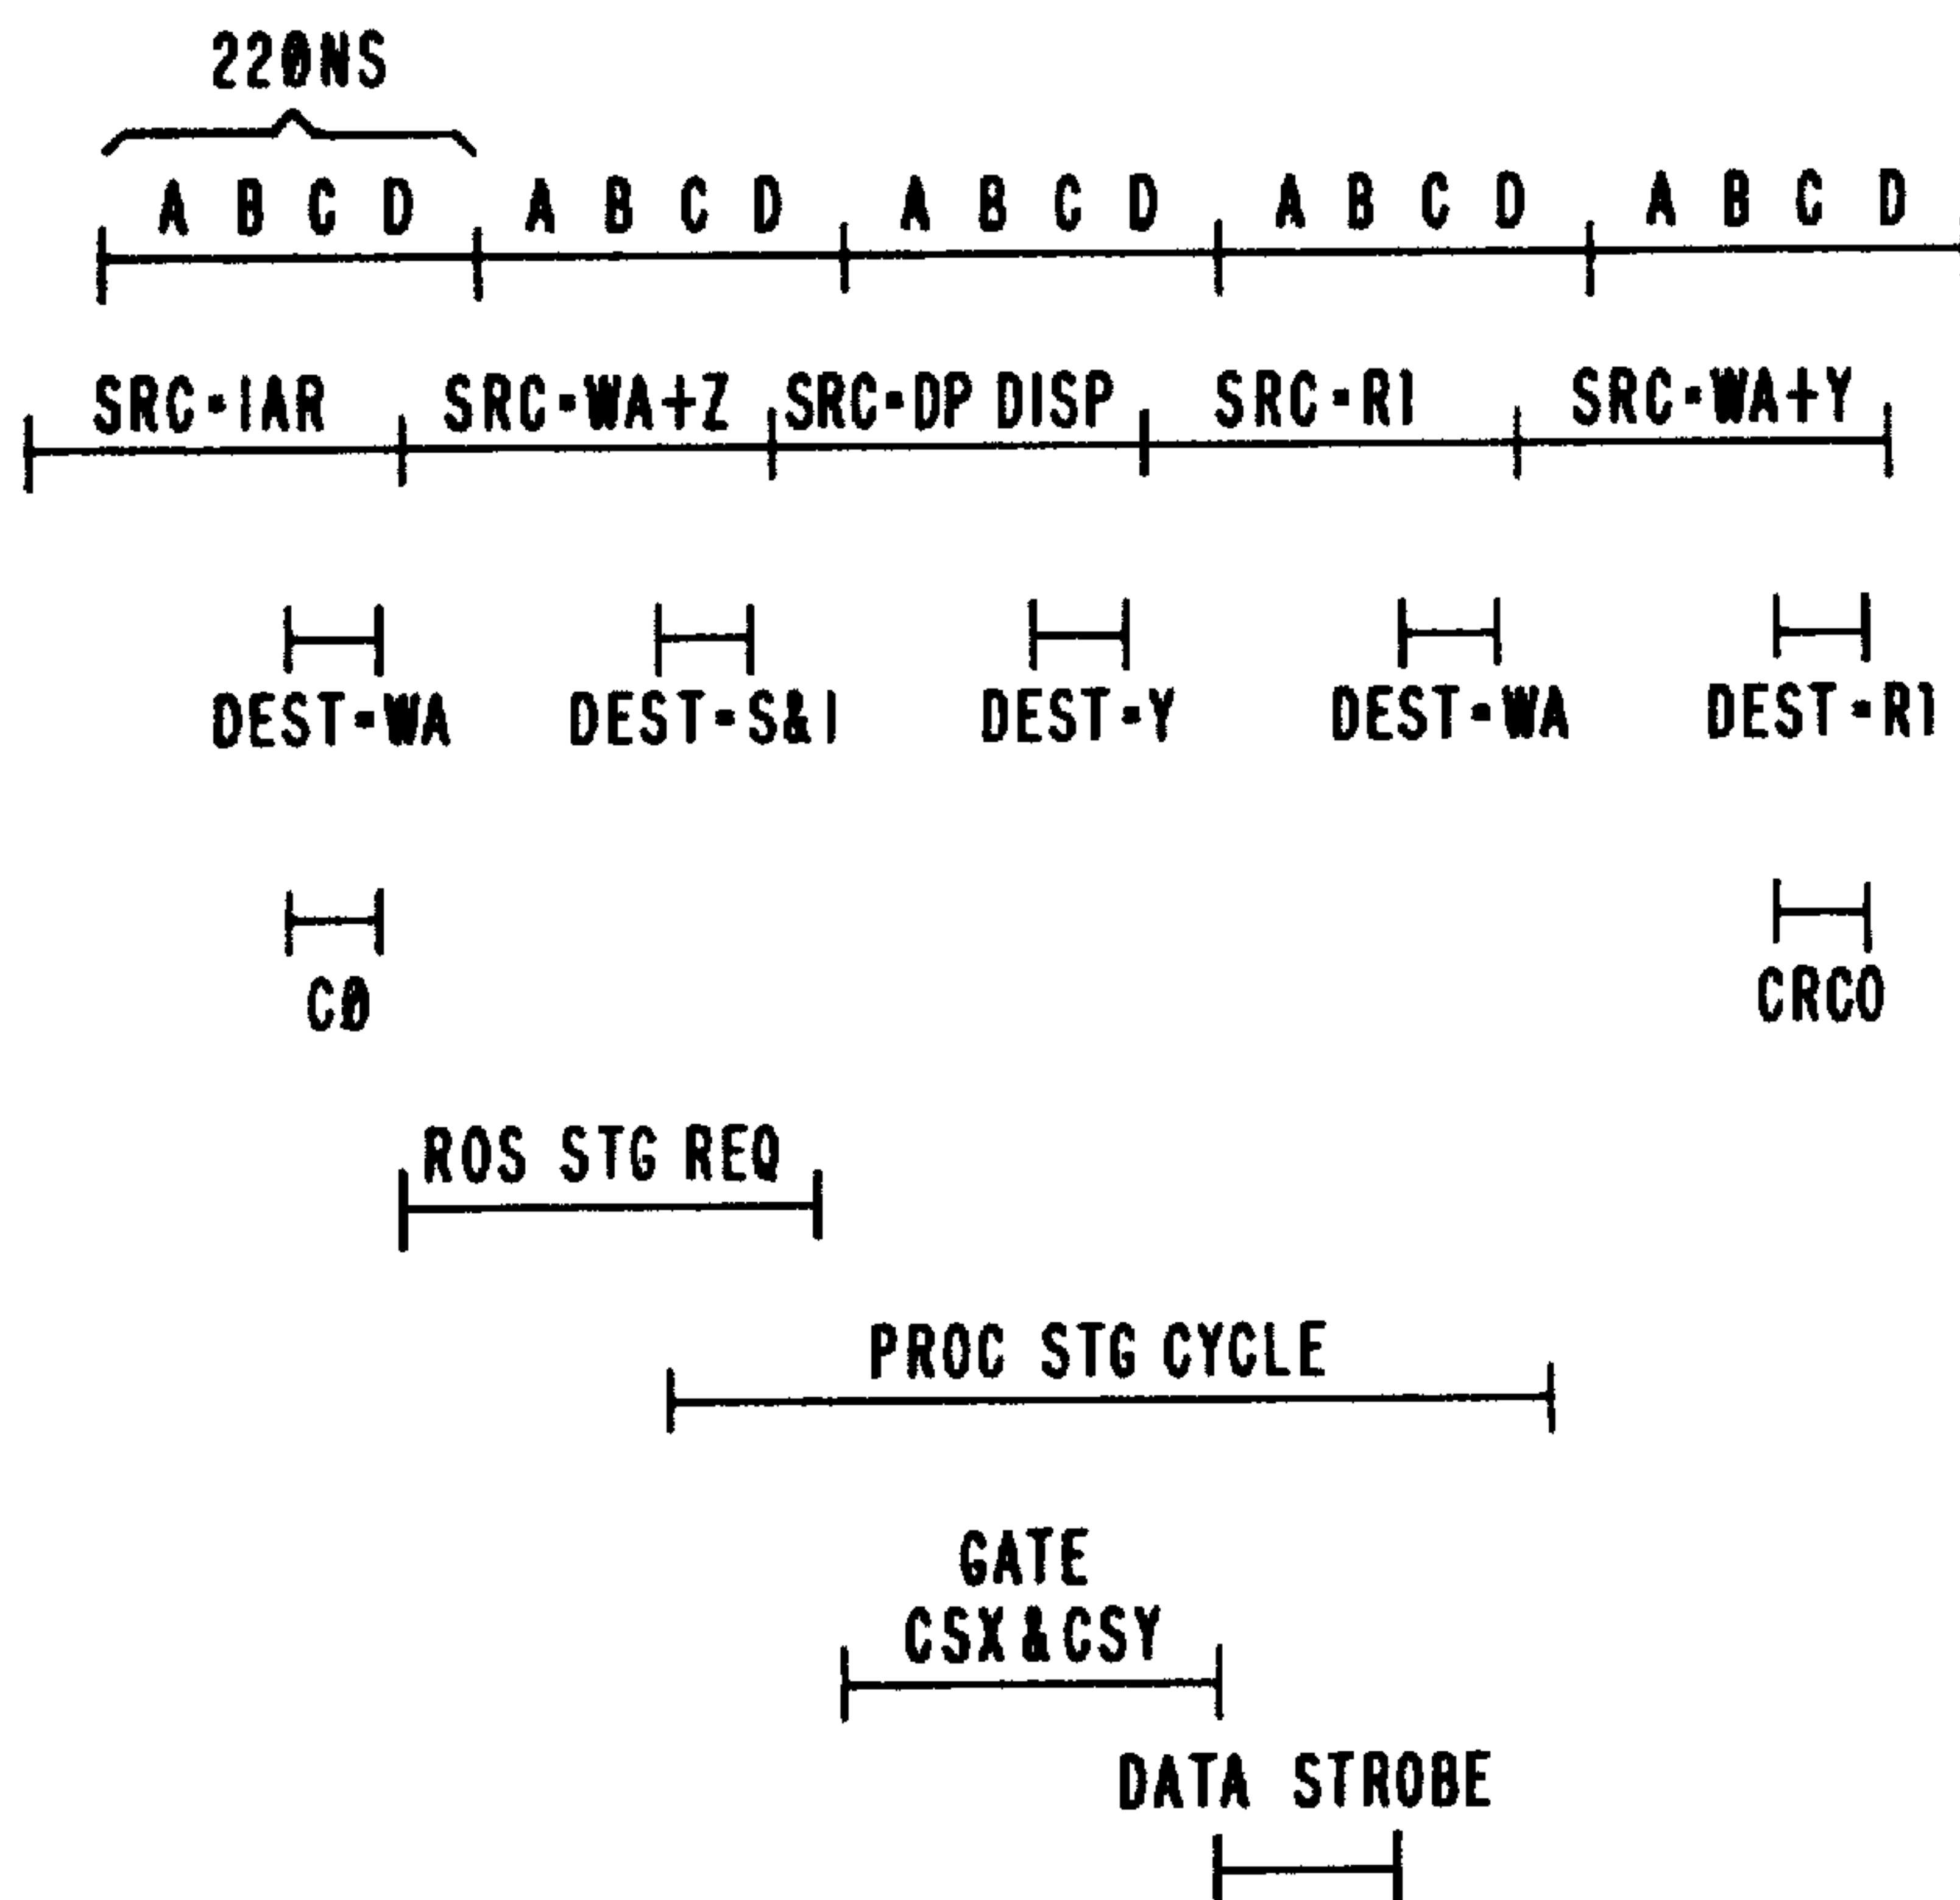 220NS
A B C D A B C D A B C D A B C D A B C D
SRC=IAR SRC=WA+Z SRC=DP DISP SRC=R1 SRC=WA+Y
DEST=WA DEST=S&I DEST=Y DEST=WA DEST=R1
C0 CRCO
ROS STG REQ
PROC STG CYCLE
GATE
CSX&CSY
DATA STROBE